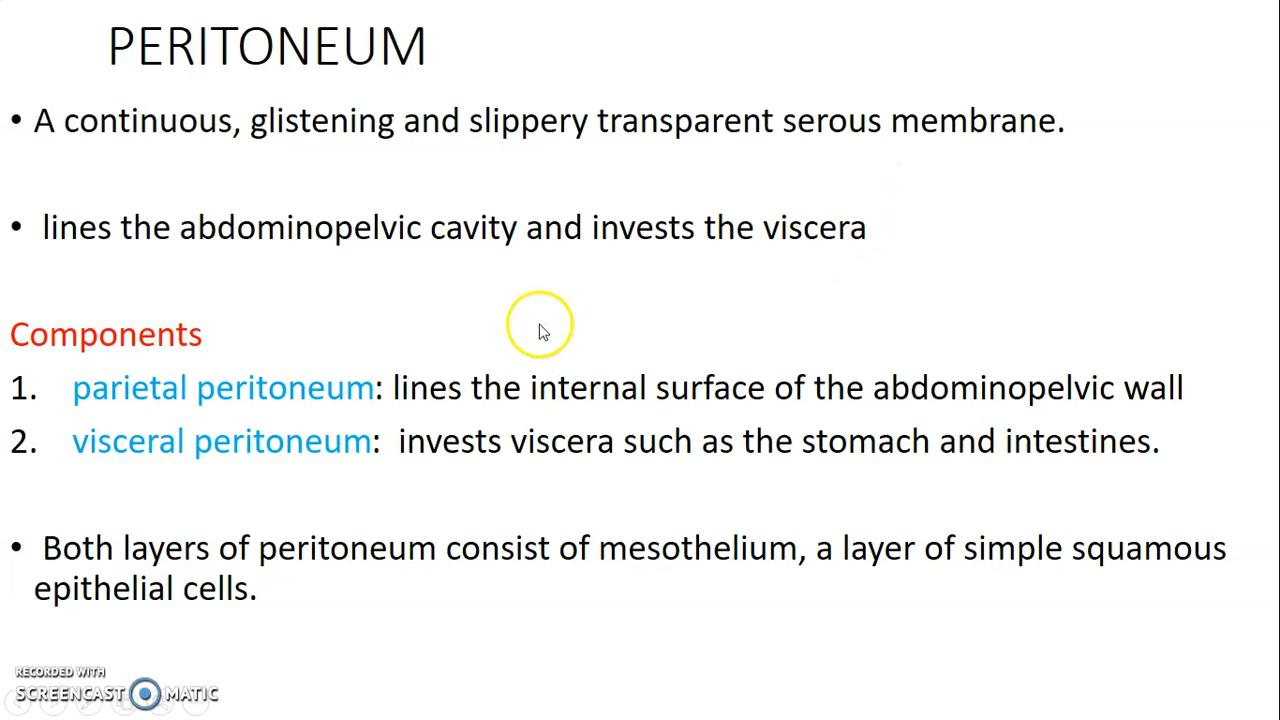 PERITONEUM
• A continuous, glistening and slippery transparent serous membrane.
• lines the abdominopelvic cavity and invests the viscera
Components
1. parietal peritoneum: lines the internal surface of the abdominopelvic wall
2. visceral peritoneum: invests viscera such as the stomach and intestines.
• Both layers of peritoneum consist of mesothelium, a layer of simple squamous
epithelial cells.
RECORDED WITH
SCREENCAST MATIC